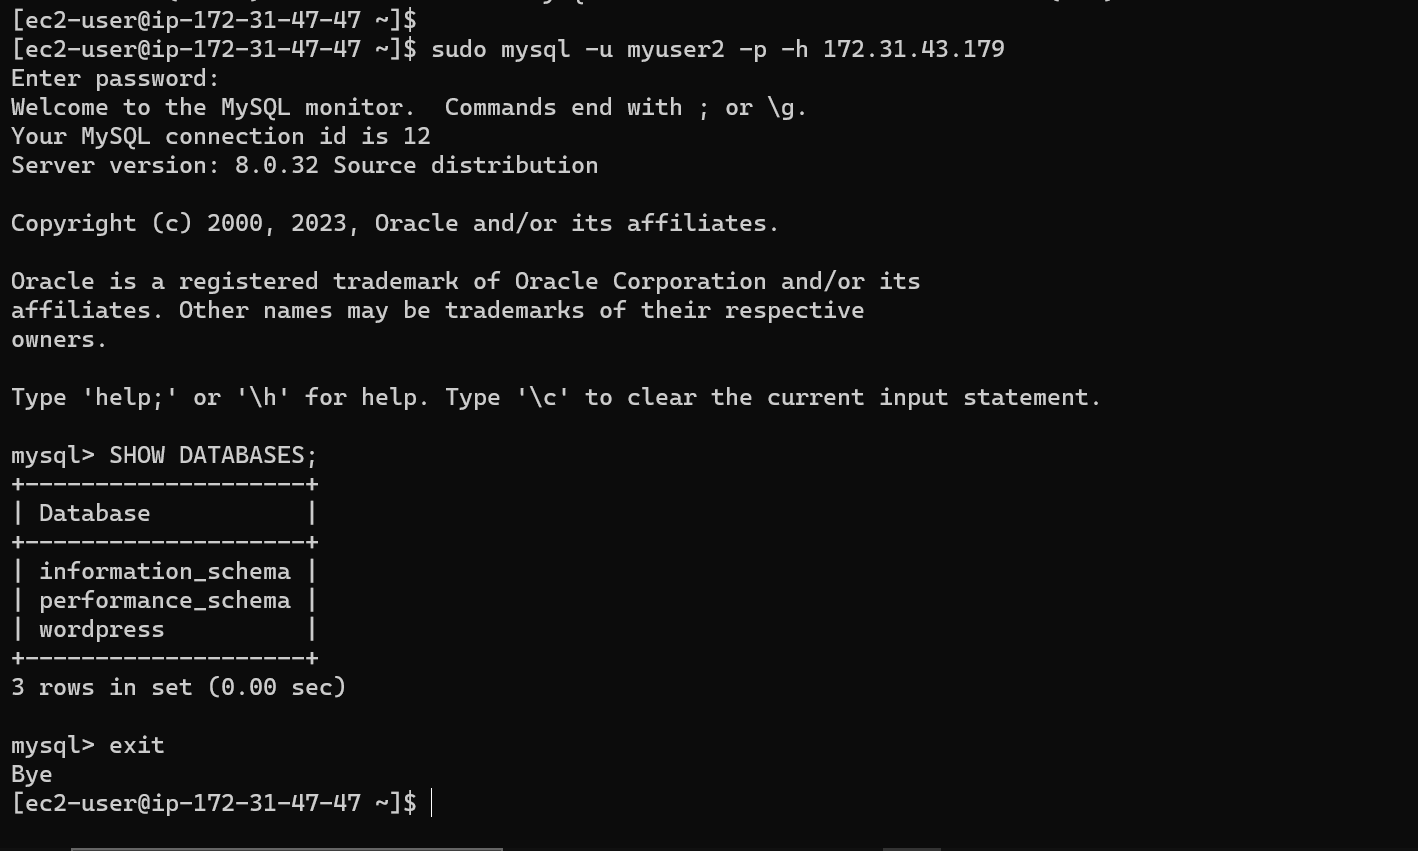 [ec2-user@ip-172-31-47-47 ~]$
[ec2-user@ip-172-31-47-47 ~]$ sudo mysql -u myuser2 -p -h 172.31.43.179
Enter password:
Welcome to the MySQL monitor.  Commands end with ; or \g.
Your MySQL connection id is 12
Server version: 8.0.32 Source distribution

Copyright (c) 2000, 2023, Oracle and/or its affiliates.

Oracle is a registered trademark of Oracle Corporation and/or its
affiliates. Other names may be trademarks of their respective
owners.

Type 'help;' or '\h' for help. Type '\c' to clear the current input statement.

mysql> SHOW DATABASES;
+--------------------+
| Database           |
+--------------------+
| information_schema |
| performance_schema |
| wordpress          |
+--------------------+
3 rows in set (0.00 sec)

mysql> exit
Bye
[ec2-user@ip-172-31-47-47 ~]$